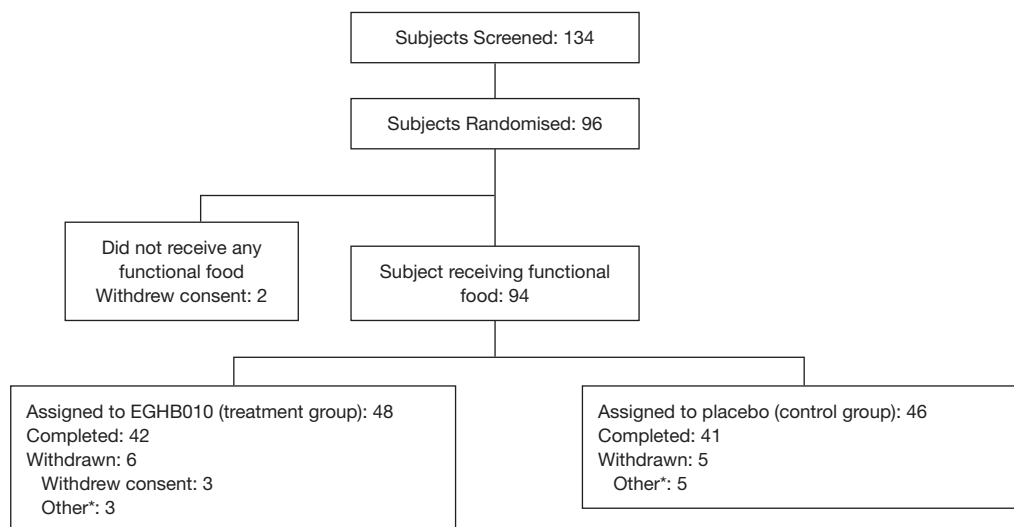 Subjects Screened: 134
Subjects Randomised: 96
Did not receive any
functional food
Withdrew consent: 2
Subject receiving functional
food: 94
Assigned to EGHB010 (treatment group): 48
Completed: 42
Withdrawn: 6
Withdrew consent: 3
Other*: 3
Assigned to placebo (control group): 46
Completed: 41
Withdrawn: 5
Other*: 5